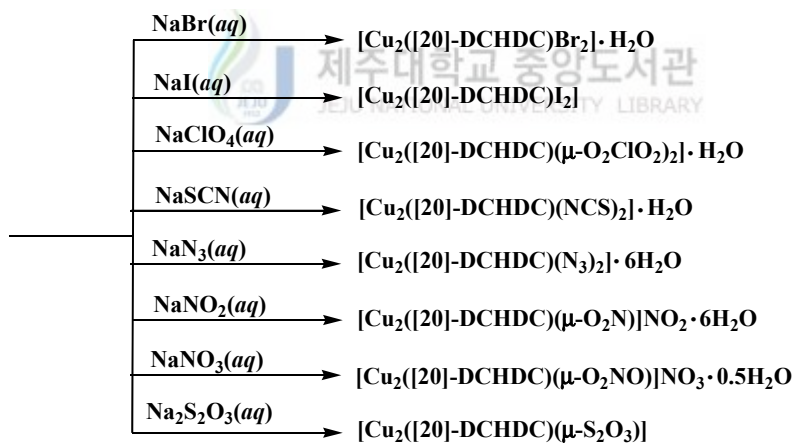 NaBr(aq)
[Cu₂([20]-DCHDC)Br₂]·H₂O
NaI(aq)
[Cu₂([20]-DCHDC)I₂]
NaClO₄(aq)
[Cu₂([20]-DCHDC)(μ-O₂ClO₂)₂]·H₂O
NaSCN(aq)
[Cu₂([20]-DCHDC)(NCS)₂]·H₂O
NaN₃(aq)
[Cu₂([20]-DCHDC)(N₃)₂]·6H₂O
NaNO₂(aq)
[Cu₂([20]-DCHDC)(μ-O₂N)]NO₂·6H₂O
NaNO₃(aq)
[Cu₂([20]-DCHDC)(μ-O₂NO)]NO₃·0.5H₂O
Na₂S₂O₃(aq)
[Cu₂([20]-DCHDC)(μ-S₂O₃)]
제주대학교 중앙도서관
JEJU NATIONAL UNIVERSITY LIBRARY
JEJU
1952